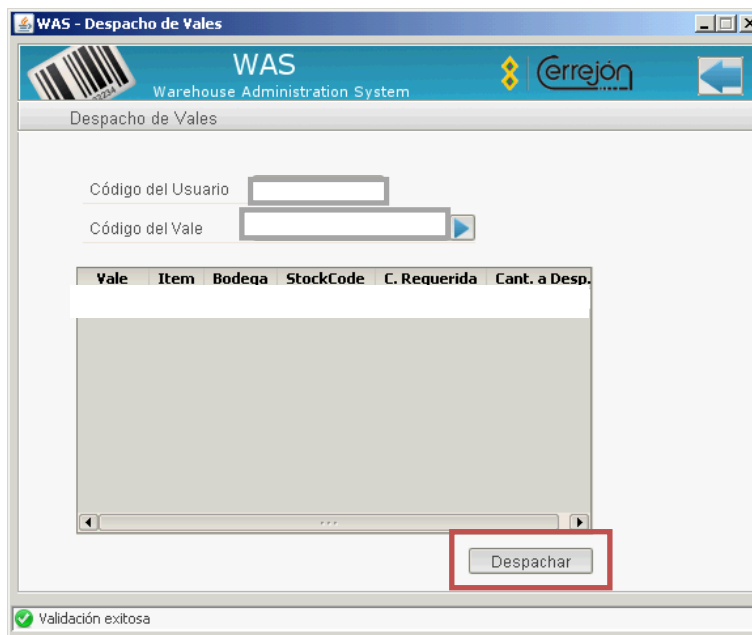 WAS - Despacho de Vales
WAS
Warehouse Administration System
Cerrejón
Despacho de Vales
Código del Usuario
Código del Vale
Vale Item Bodega StockCode C. Requerida Cant. a Desp.
Despachar
Validación exitosa